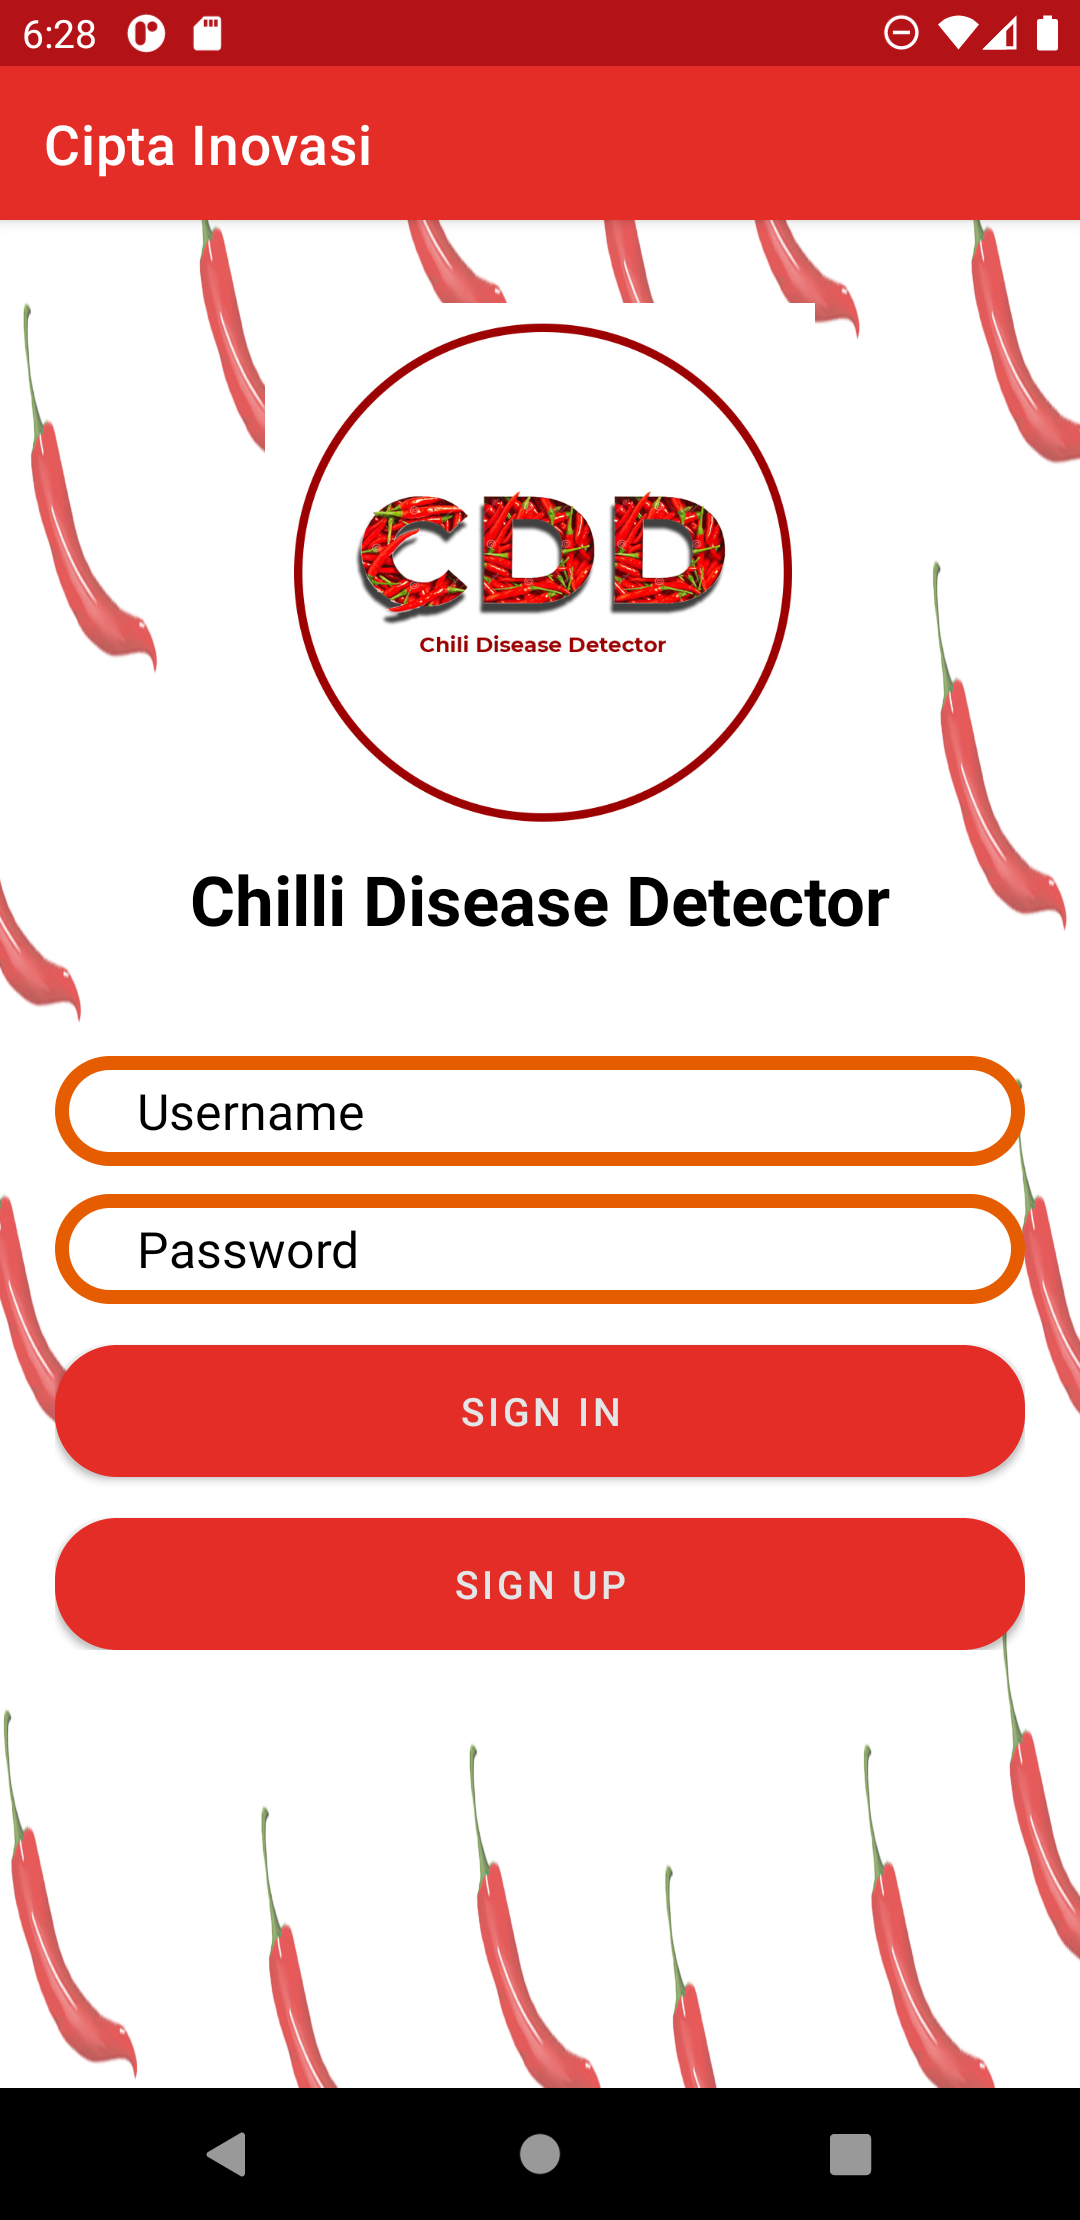 6:28
Cipta Inovasi
CDD
Chili Disease Detector
Chilli Disease Detector
Username
Password
SIGN IN
SIGN UP